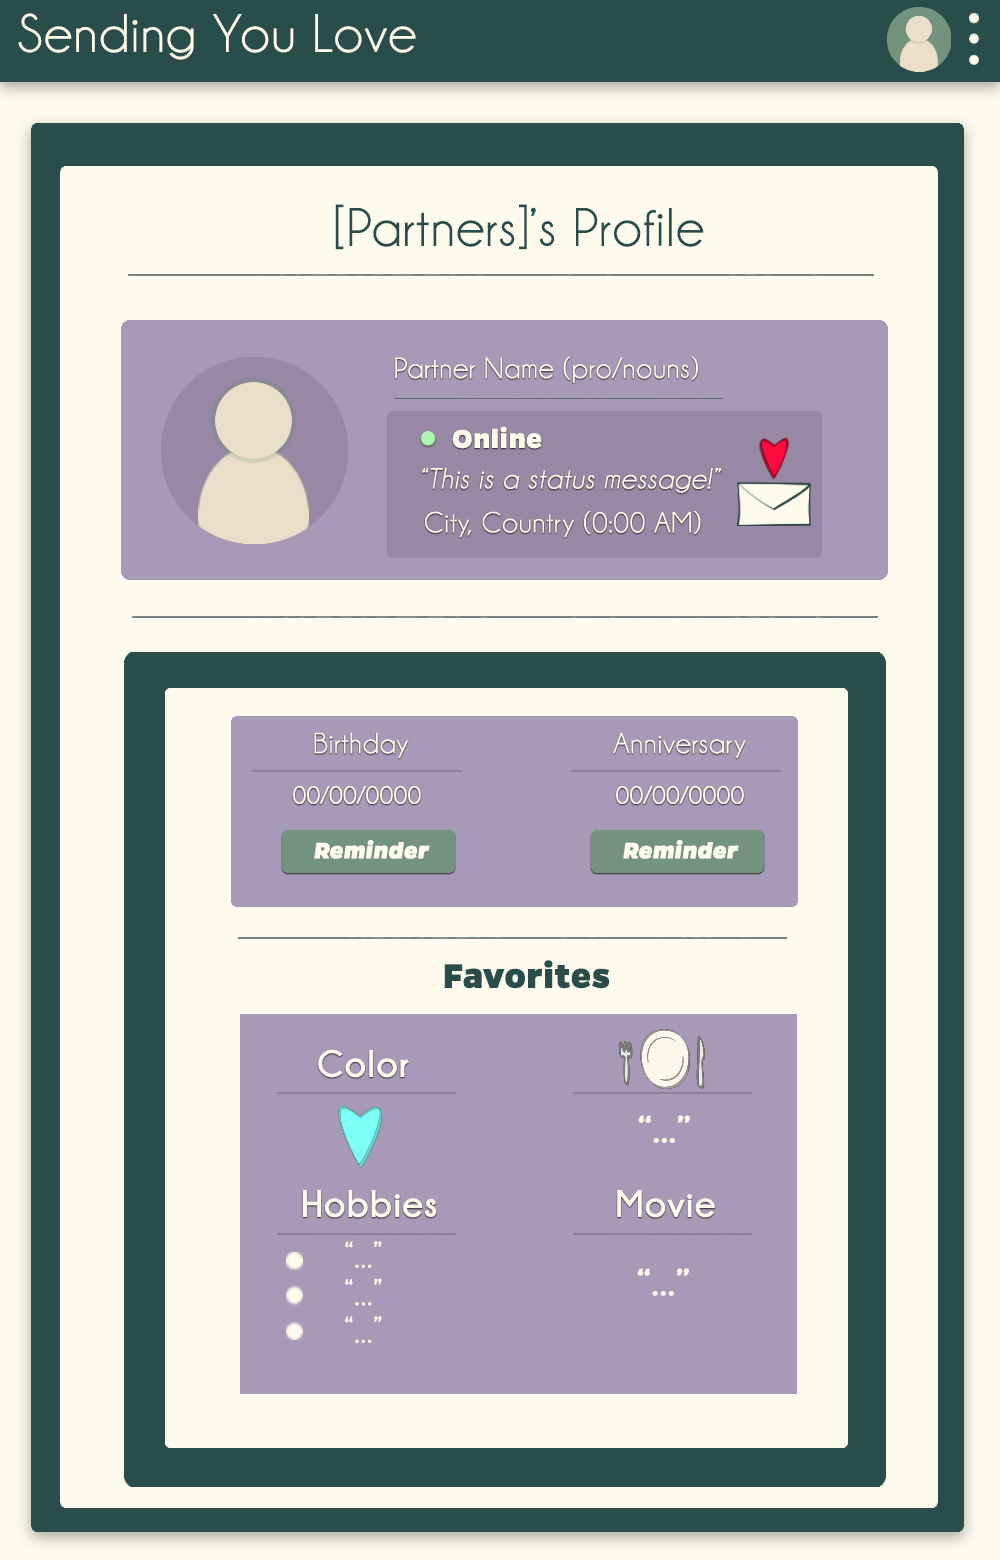 Sending You Love
[Partners]’s Profile
Partner Name (pro/nouns)
Online
“This is a status message!”
City, Country (0:00 AM)
Birthday Anniversary
00/00/0000 00/00/0000
Reminder Reminder
Favorites
Color
“...”
Hobbies Movie
“...”
“...”
“...”
“...”